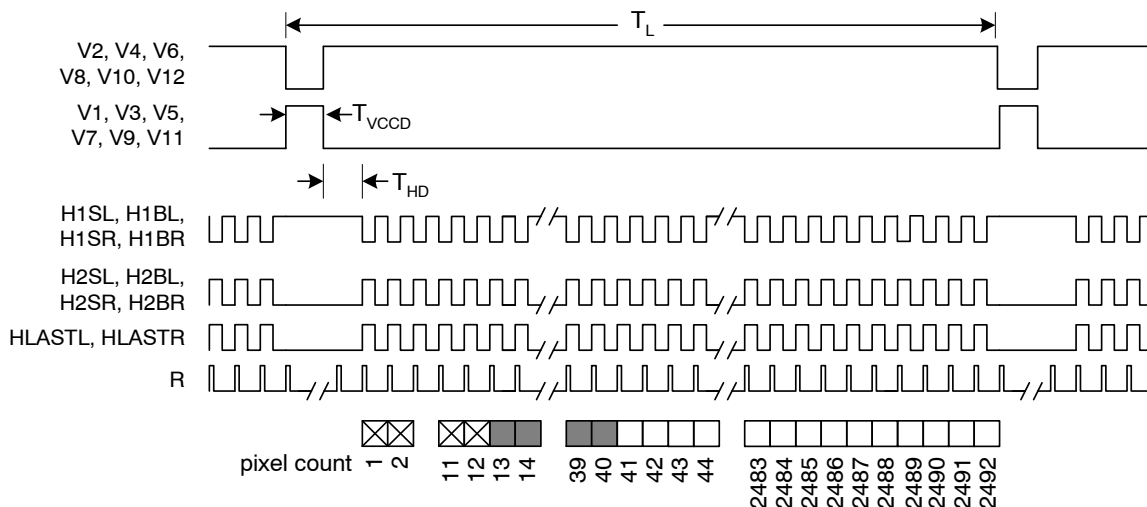 T_L
V2, V4, V6,
V8, V10, V12
V1, V3, V5,
V7, V9, V11
T_VCCD
T_HD
H1SL, H1BL,
H1SR, H1BR
H2SL, H2BL,
H2SR, H2BR
HLASTL, HLASTR
R
pixel count
1
2
11
12
13
14
39
40
41
42
43
44
2483
2484
2485
2486
2487
2488
2489
2490
2491
2492